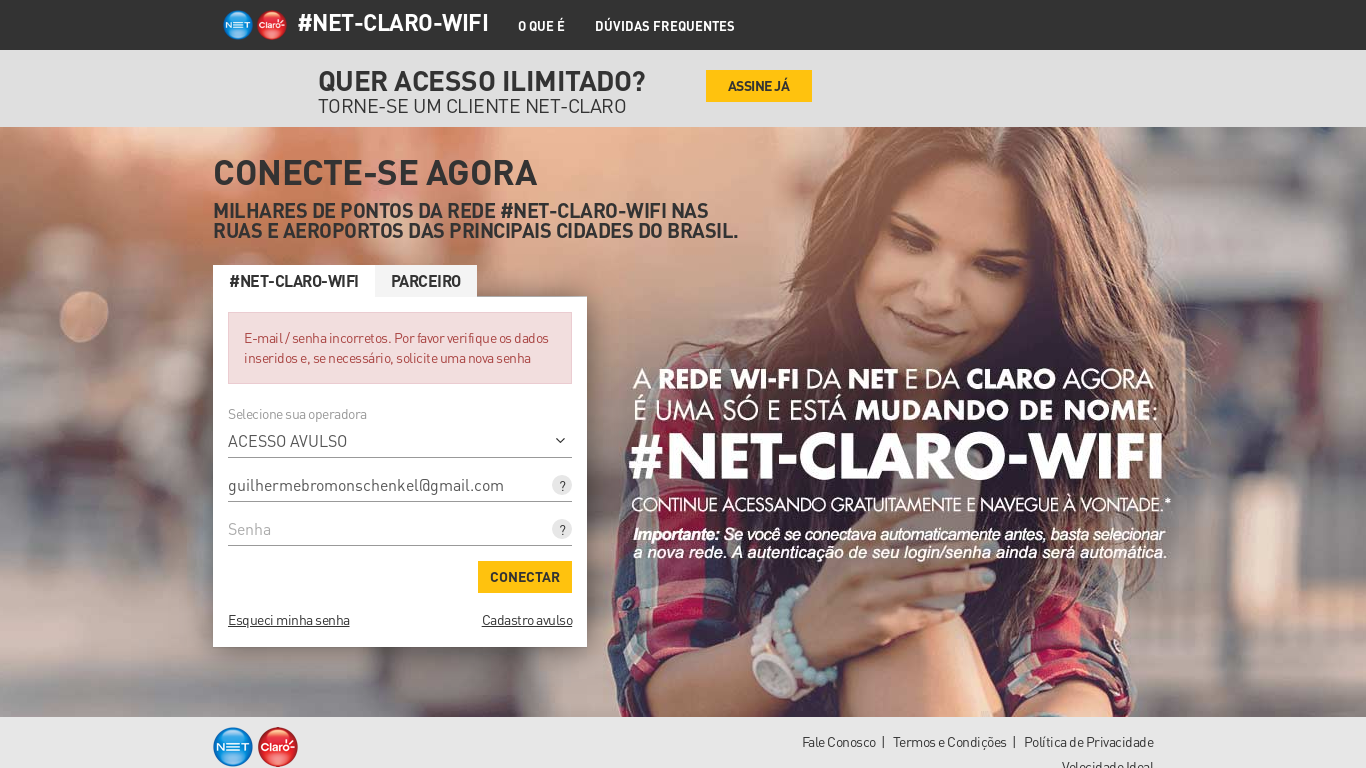 NET Claro #NET-CLARO-WIFI O QUE É DÚVIDAS FREQUENTES
QUER ACESSO ILIMITADO?
TORNE-SE UM CLIENTE NET-CLARO
ASSINE JÁ
CONECTE-SE AGORA
MILHARES DE PONTOS DA REDE #NET-CLARO-WIFI NAS
RUAS E AEROPORTOS DAS PRINCIPAIS CIDADES DO BRASIL.
#NET-CLARO-WIFI PARCEIRO
E-mail / senha incorretos. Por favor verifique os dados
inseridos e, se necessário, solicite uma nova senha
Selecione sua operadora
ACESSO AVULSO
guilhermebromonschenkel@gmail.com ?
Senha ?
CONECTAR
Esqueci minha senha Cadastro avulso
A REDE WI-FI DA NET E DA CLARO AGORA
É UMA SÓ E ESTÁ MUDANDO DE NOME:
#NET-CLARO-WIFI
CONTINUE ACESSANDO GRATUITAMENTE E NAVEGUE À VONTADE.*
Importante: Se você se conectava automaticamente antes, basta selecionar
a nova rede. A autenticação de seu login/senha ainda será automática.
NET Claro
Fale Conosco | Termos e Condições | Política de Privacidade
Velocidade Ideal